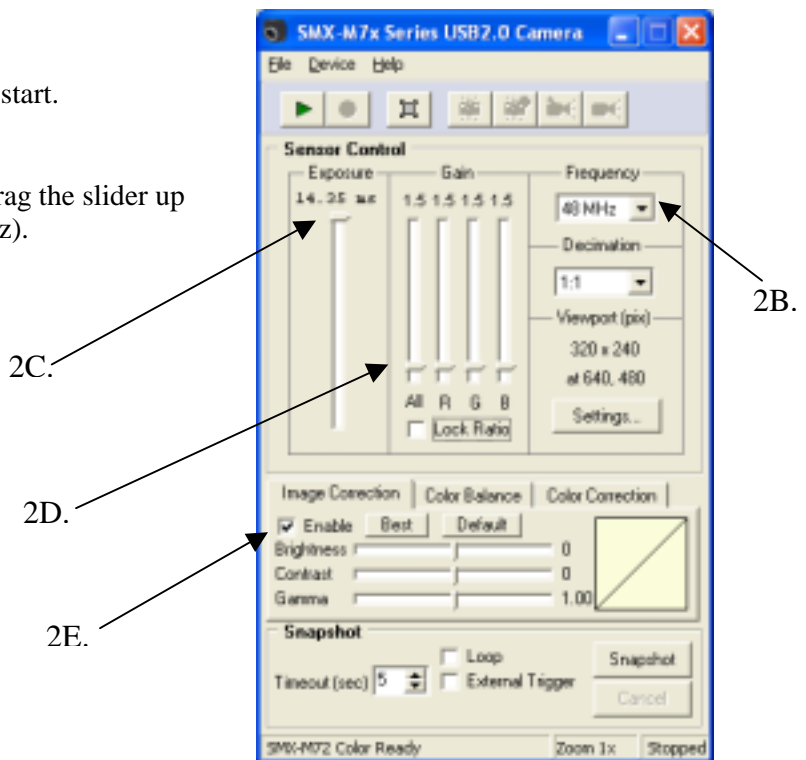 SMX-M7x Series USB2.0 Camera
File Device Help
start.
Sensor Control
Exposure
Gain
Frequency
rag the slider up
14.35 ms
1.5 1.5 1.5 1.5
48 MHz
z).
Decimation
1:1
2B.
Viewport (pix)
320 x 240
2C.
at 640, 480
All R G B
Settings...
Lock Ratio
Image Correction
Color Balance
Color Correction
2D.
Enable
Best
Default
Brightness
0
Contrast
0
Gamma
1.00
2E.
Snapshot
Loop
Snapshot
Timeout (sec) 5
External Trigger
Cancel
SMX-M72 Color Ready
Zoom 1x
Stopped